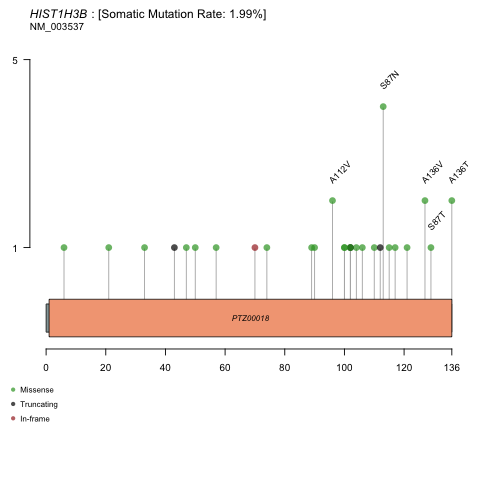 HIST1H3B : [Somatic Mutation Rate: 1.99%]
NM_003537
5
1
S87N
A112V
A136V
A136T
S87T
PTZ00018
0 20 40 60 80 100 120 136
Missense
Truncating
In-frame